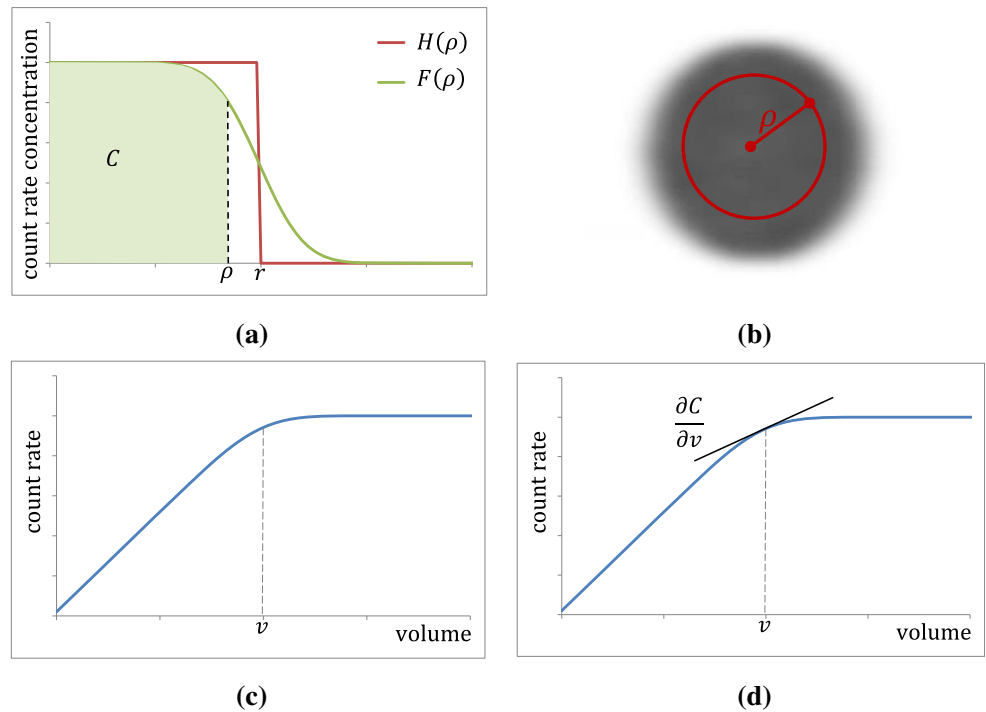 count rate concentration
H(ρ)
F(ρ)
C
ρ
r
(a)
ρ
(b)
count rate
v
volume
(c)
count rate
∂C
∂v
v
volume
(d)